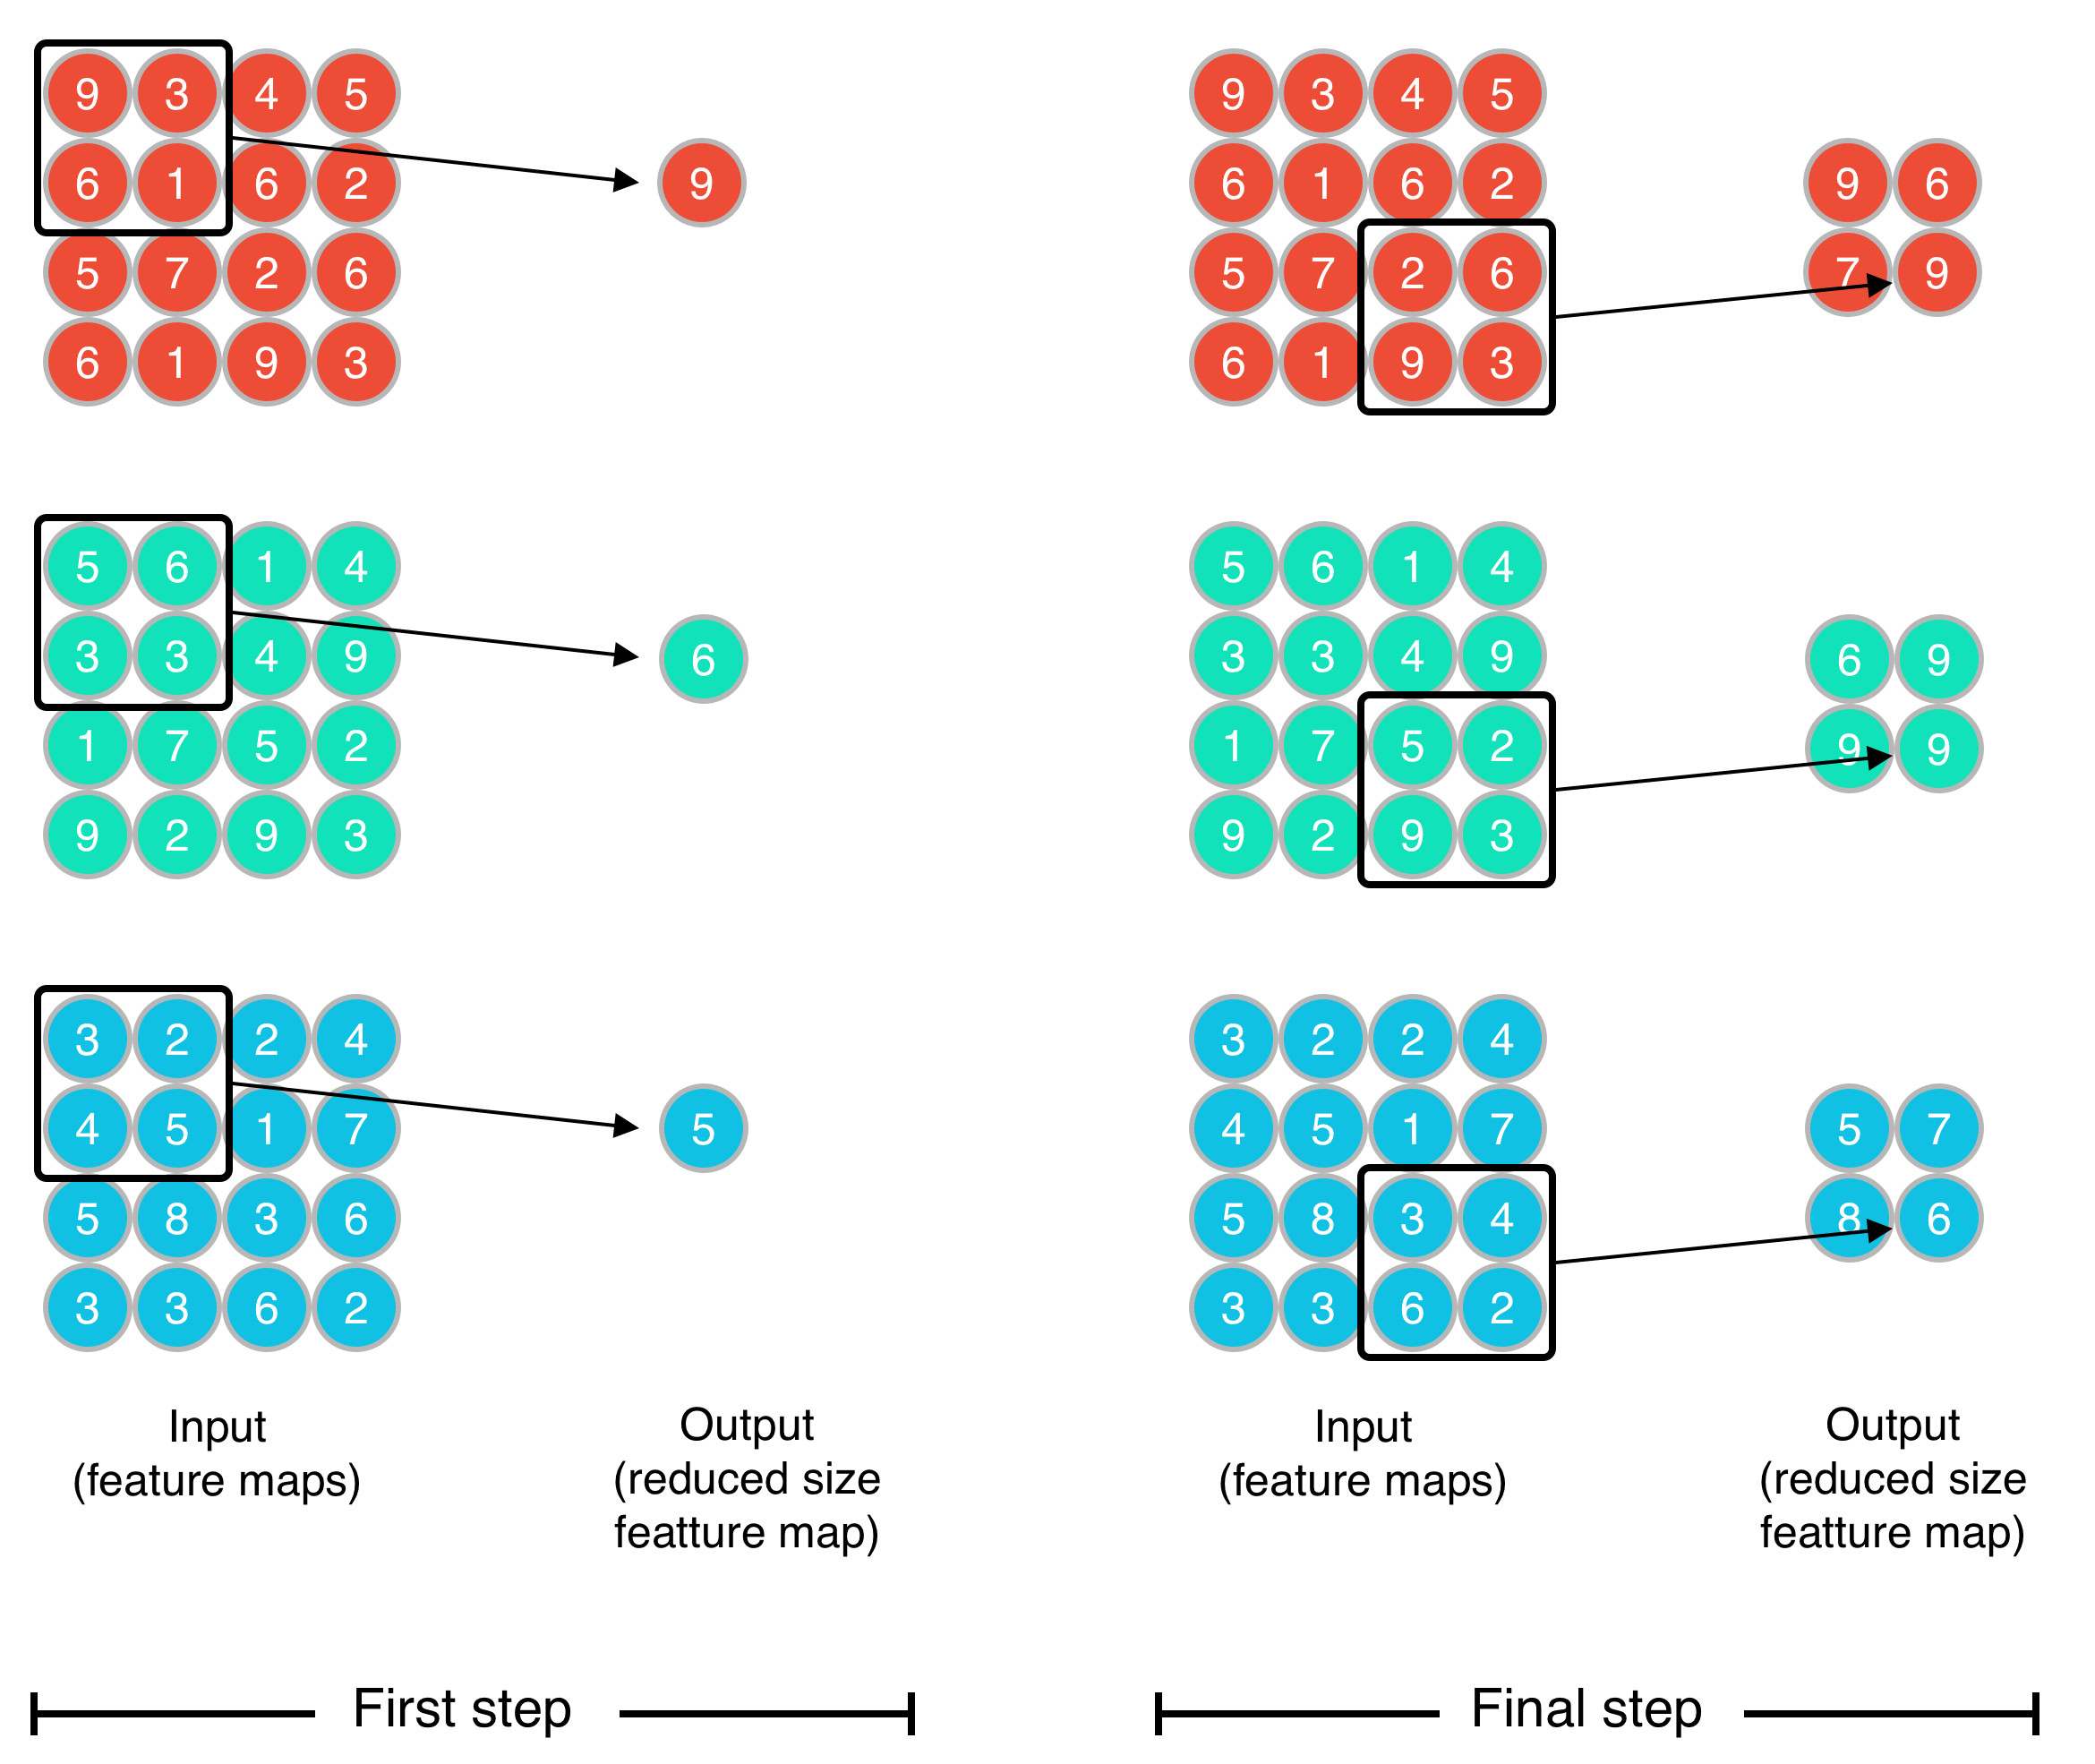 9 3 4 5
6 1 6 2
5 7 2 6
6 1 9 3
9
5 6 1 4
3 3 4 9
1 7 5 2
9 2 9 3
6
3 2 2 4
4 5 1 7
5 8 3 6
3 3 6 2
5
Input
(feature maps)
Output
(reduced size
featture map)
First step
9 3 4 5
6 1 6 2
5 7 2 6
6 1 9 3
9 6
7 9
5 6 1 4
3 3 4 9
1 7 5 2
9 2 9 3
6 9
9 9
3 2 2 4
4 5 1 7
5 8 3 4
3 3 6 2
5 7
8 6
Input
(feature maps)
Output
(reduced size
featture map)
Final step